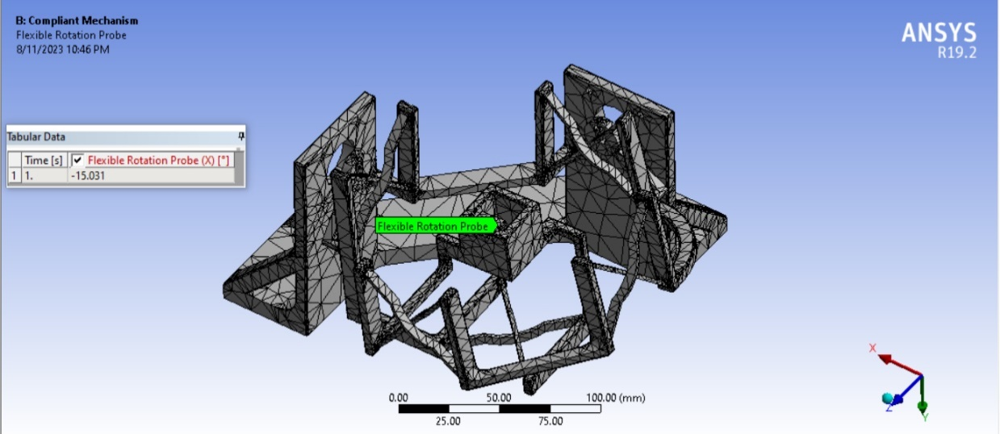 B: Compliant Mechanism
Flexible Rotation Probe
8/11/2023 10:46 PM
ANSYS
R19.2
Tabular Data
Time [s] Flexible Rotation Probe (X) [°]
1 1. -15.031
Flexible Rotation Probe
X
Z
Y
0.00 50.00 100.00 (mm)
25.00 75.00